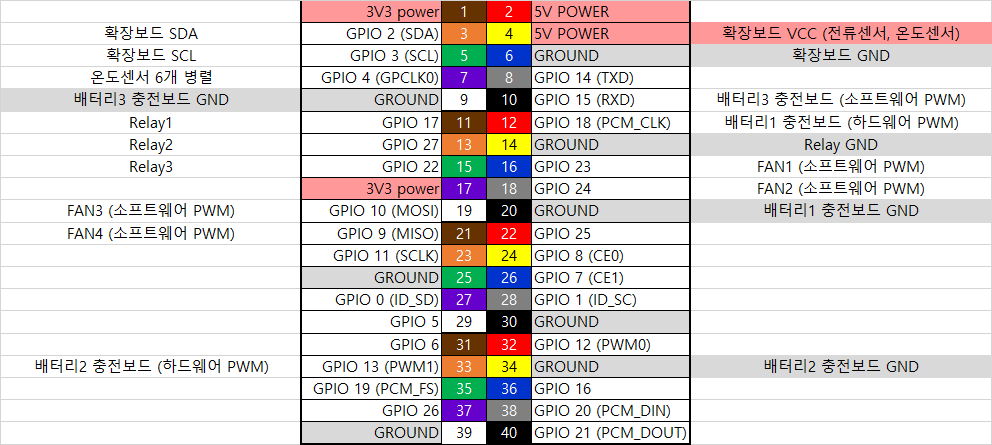 3V3 power 1 2 5V POWER
확장보드 SDA GPIO 2 (SDA) 3 4 5V POWER 확장보드 VCC (전류센서, 온도센서)
확장보드 SCL GPIO 3 (SCL) 5 6 GROUND 확장보드 GND
온도센서 6개 병렬 GPIO 4 (GPCLK0) 7 8 GPIO 14 (TXD)
배터리3 충전보드 GND GROUND 9 10 GPIO 15 (RXD) 배터리3 충전보드 (소프트웨어 PWM)
Relay1 GPIO 17 11 12 GPIO 18 (PCM_CLK) 배터리1 충전보드 (하드웨어 PWM)
Relay2 GPIO 27 13 14 GROUND Relay GND
Relay3 GPIO 22 15 16 GPIO 23 FAN1 (소프트웨어 PWM)
3V3 power 17 18 GPIO 24 FAN2 (소프트웨어 PWM)
FAN3 (소프트웨어 PWM) GPIO 10 (MOSI) 19 20 GROUND 배터리1 충전보드 GND
FAN4 (소프트웨어 PWM) GPIO 9 (MISO) 21 22 GPIO 25
GPIO 11 (SCLK) 23 24 GPIO 8 (CE0)
GROUND 25 26 GPIO 7 (CE1)
GPIO 0 (ID_SD) 27 28 GPIO 1 (ID_SC)
GPIO 5 29 30 GROUND
GPIO 6 31 32 GPIO 12 (PWM0)
배터리2 충전보드 (하드웨어 PWM) GPIO 13 (PWM1) 33 34 GROUND 배터리2 충전보드 GND
GPIO 19 (PCM_FS) 35 36 GPIO 16
GPIO 26 37 38 GPIO 20 (PCM_DIN)
GROUND 39 40 GPIO 21 (PCM_DOUT)